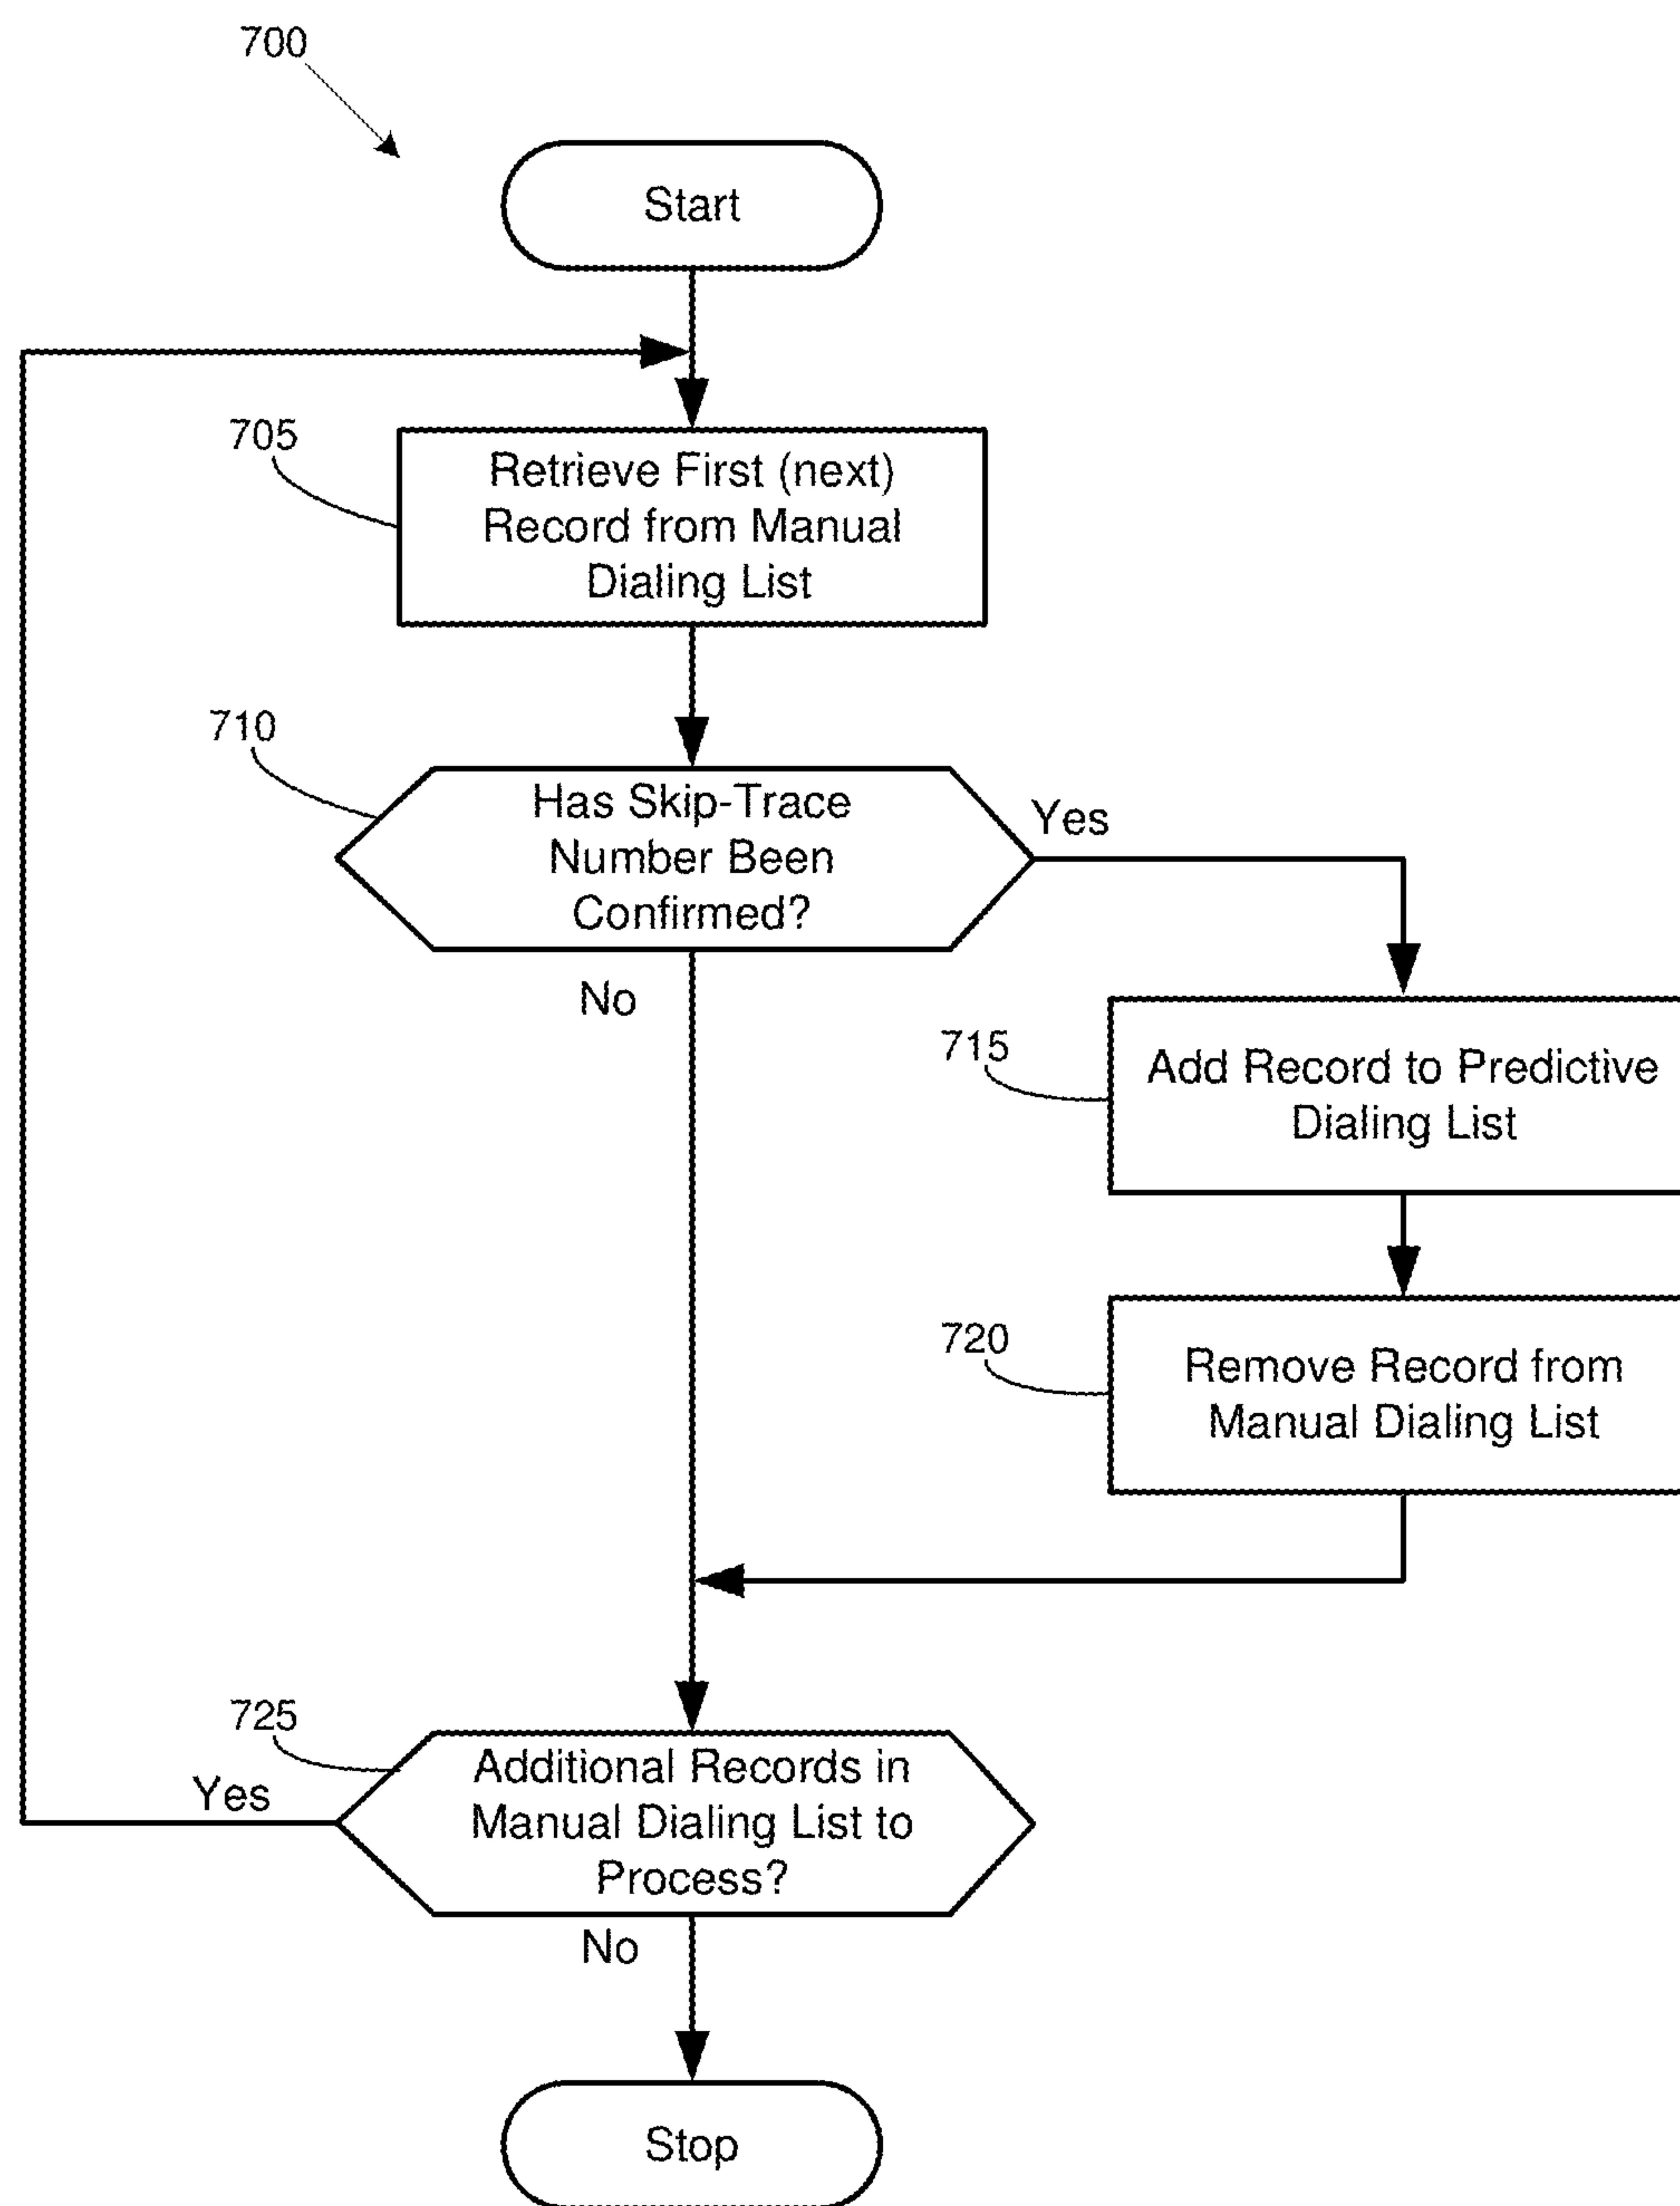 700
Start
705
Retrieve First (next)
Record from Manual
Dialing List
710
Has Skip-Trace
Number Been
Confirmed?
Yes
No
715
Add Record to Predictive
Dialing List
720
Remove Record from
Manual Dialing List
725
Additional Records in
Manual Dialing List to
Process?
Yes
No
Stop